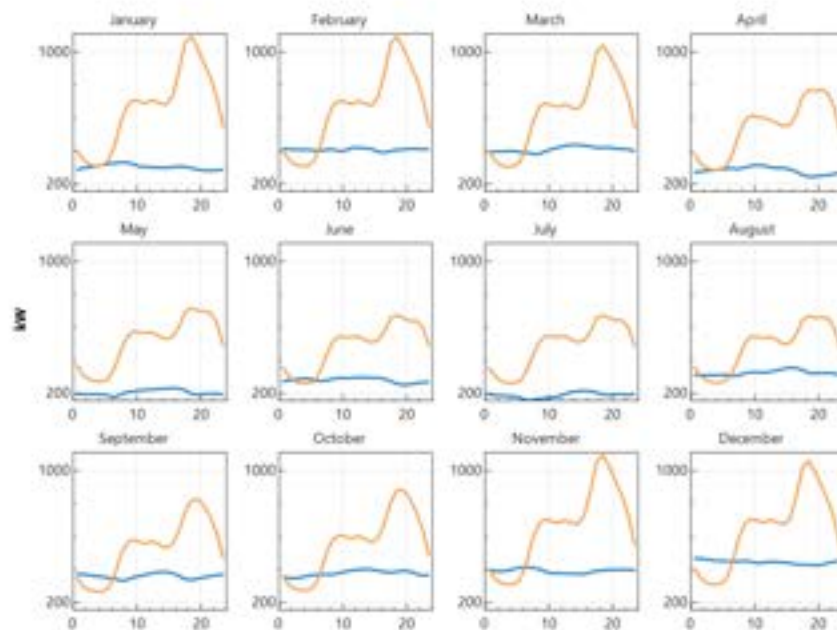 January February March April
1000 1000 1000 1000
200 200 200 200
0 10 20 0 10 20 0 10 20 0 10 20
May June July August
kW
1000 1000 1000 1000
200 200 200 200
0 10 20 0 10 20 0 10 20 0 10 20
September October November December
1000 1000 1000 1000
200 200 200 200
0 10 20 0 10 20 0 10 20 0 10 20